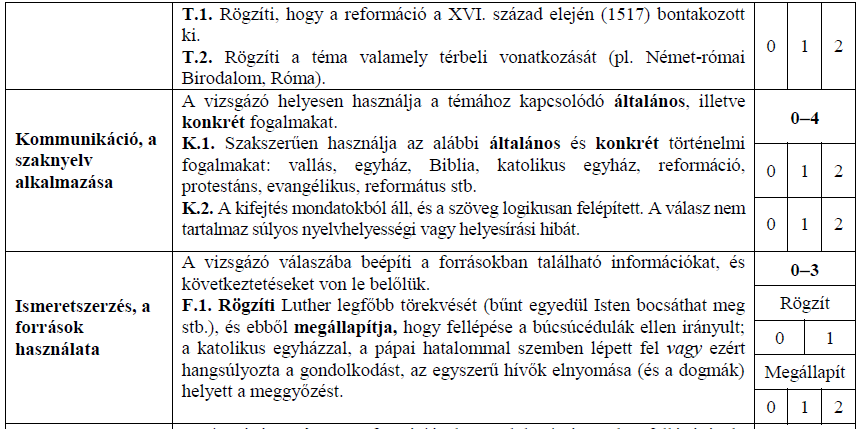 T.1. Rögzíti, hogy a reformáció a XVI. század elején (1517) bontakozott
ki.
T.2. Rögzíti a téma valamely térbeli vonatkozását (pl. Német-római
Birodalom, Róma).
0 1 2
Kommunikáció, a
szaknyelv
alkalmazása
A vizsgázó helyesen használja a témához kapcsolódó általános, illetve
konkrét fogalmakat.
0–4
K.1. Szakszerűen használja az alábbi általános és konkrét történelmi
fogalmakat: vallás, egyház, Biblia, katolikus egyház, reformáció,
protestáns, evangélikus, református stb.
0 1 2
K.2. A kifejtés mondatokból áll, és a szöveg logikusan felépített. A válasz nem
tartalmaz súlyos nyelvhelyességi vagy helyesírási hibát.
0 1 2
Ismeretszerzés, a
források
használata
A vizsgázó válaszába beépíti a forrásokban található információkat, és
következtetéseket von le belőlük.
0–3
F.1. Rögzíti Luther legfőbb törekvését (bűnt egyedül Isten bocsáthat meg
stb.), és ebből megállapítja, hogy fellépése a búcsúcédulák ellen irányult;
a katolikus egyházzal, a pápai hatalommal szemben lépett fel vagy ezért
hangsúlyozta a gondolkodást, az egyszerű hívők elnyomása (és a dogmák)
helyett a meggyőzést.
Rögzít
0 1
Megállapít
0 1 2